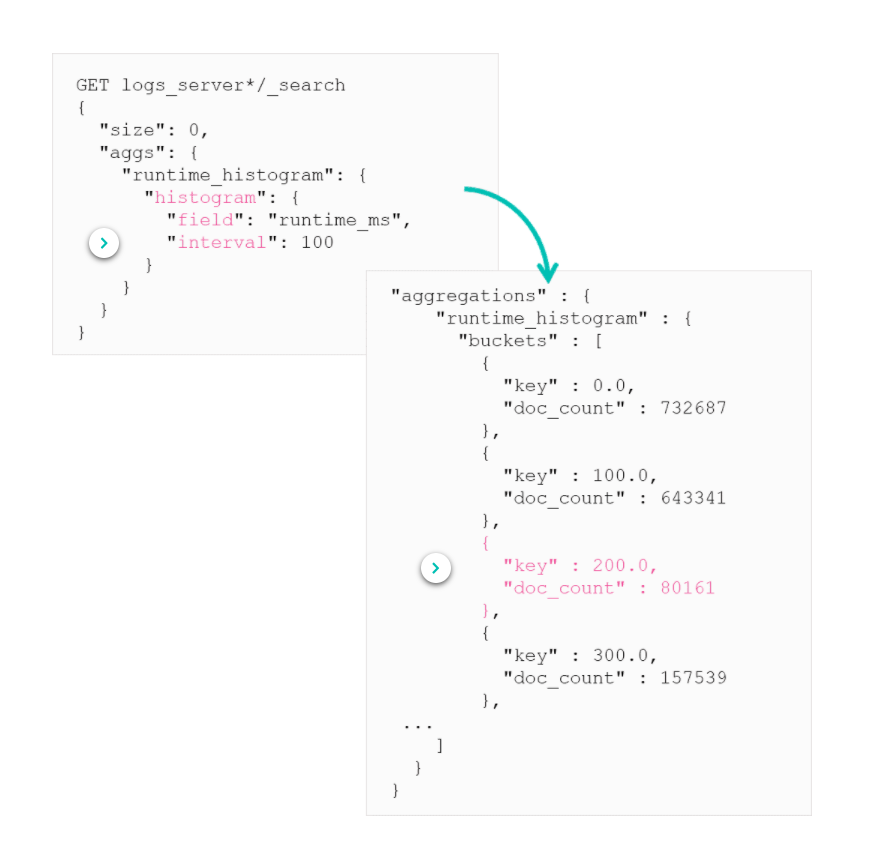 GET logs_server*/_search
{
  "size": 0,
  "aggs": {
    "runtime_histogram": {
      "histogram": {
        "field": "runtime_ms",
        "interval": 100
      }
    }
  }
}
"aggregations" : {
    "runtime_histogram" : {
      "buckets" : [
        {
          "key" : 0.0,
          "doc_count" : 732687
        },
        {
          "key" : 100.0,
          "doc_count" : 643341
        },
        {
          "key" : 200.0,
          "doc_count" : 80161
        },
        {
          "key" : 300.0,
          "doc_count" : 157539
        },
 ...
    ]
  }
}